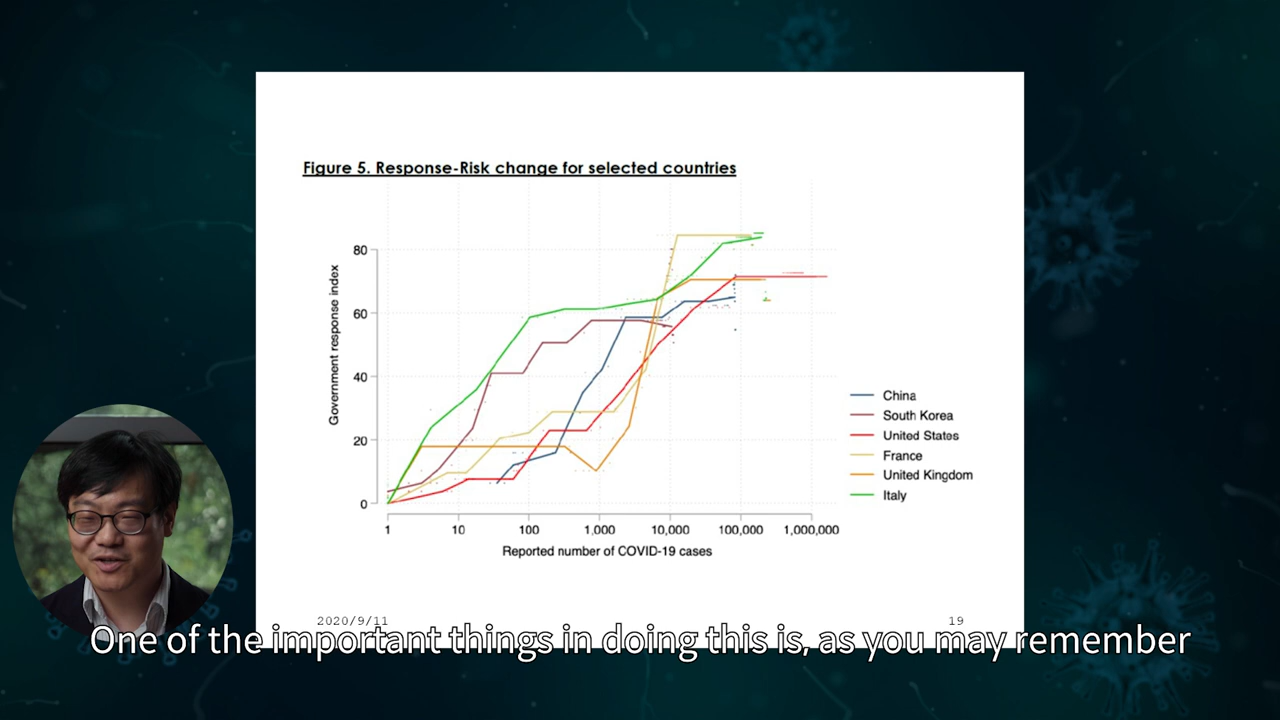 Figure 5. Response-Risk change for selected countries
Government response index
80
60
40
20
0
1
10
100
1,000
10,000
100,000
1,000,000
Reported number of COVID-19 cases
China
South Korea
United States
France
United Kingdom
Italy
2020/9/11
19
One of the important things in doing this is, as you may remember